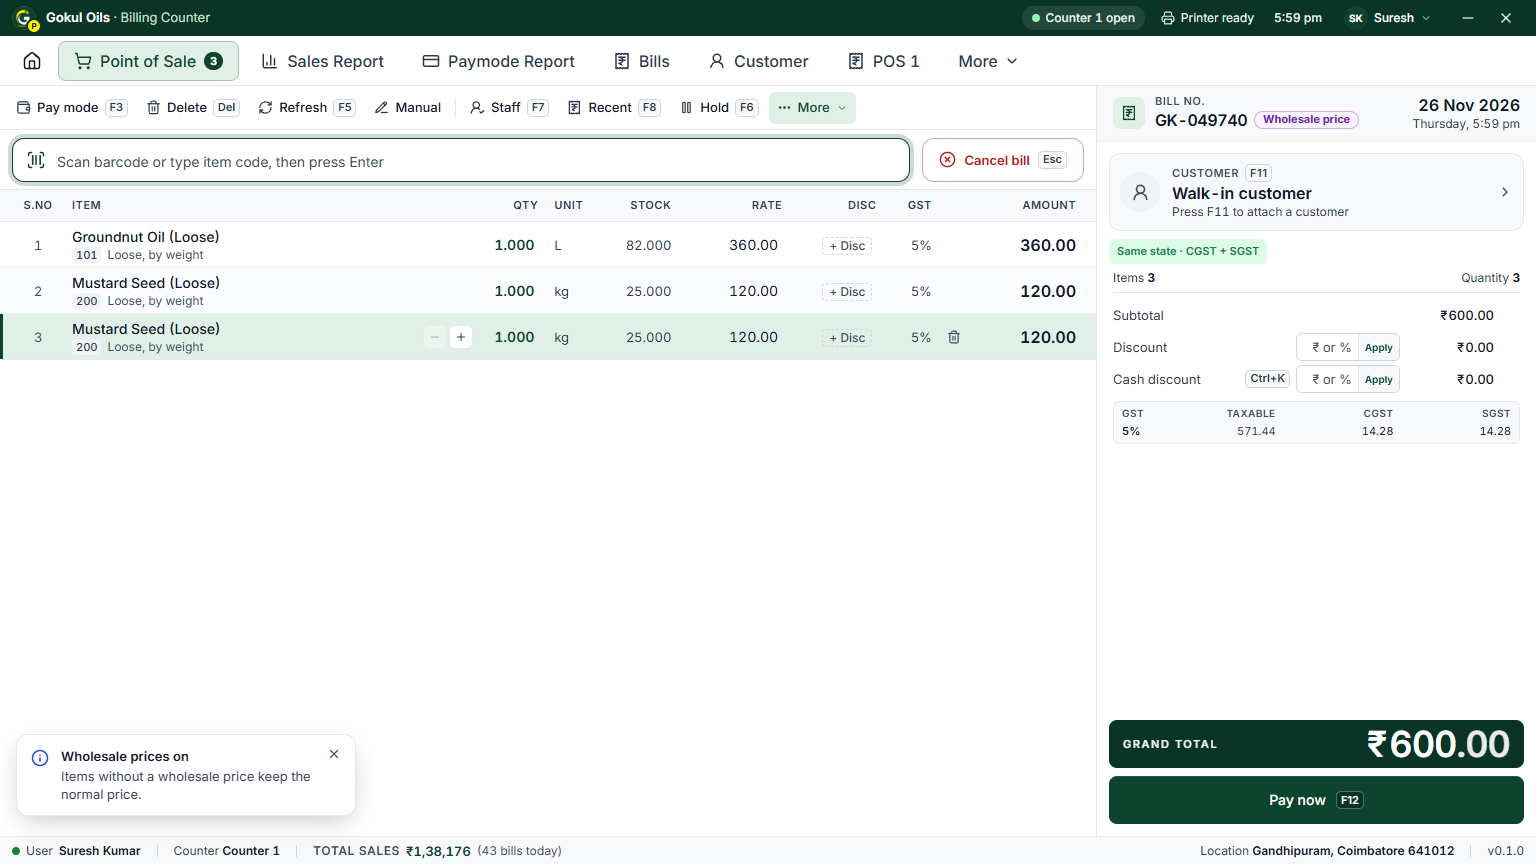 Gokul Oils · Billing Counter
Counter 1 open
Printer ready
5:59 pm
SK Suresh
Point of Sale 3
Sales Report
Paymode Report
Bills
Customer
POS 1
More
Pay mode F3
Delete Del
Refresh F5
Manual
Staff F7
Recent F8
Hold F6
More
Scan barcode or type item code, then press Enter
Cancel bill Esc
S.NO ITEM QTY UNIT STOCK RATE DISC GST AMOUNT
1 Groundnut Oil (Loose) 1.000 L 82.000 360.00 + Disc 5% 360.00
101 Loose, by weight
2 Mustard Seed (Loose) 1.000 kg 25.000 120.00 + Disc 5% 120.00
200 Loose, by weight
3 Mustard Seed (Loose) − + 1.000 kg 25.000 120.00 + Disc 5% 120.00
200 Loose, by weight
BILL NO.
GK-049740 Wholesale price
26 Nov 2026
Thursday, 5:59 pm
CUSTOMER F11
Walk-in customer
Press F11 to attach a customer
Same state · CGST + SGST
Items 3 Quantity 3
Subtotal ₹600.00
Discount ₹ or % Apply ₹0.00
Cash discount Ctrl+K ₹ or % Apply ₹0.00
GST TAXABLE CGST SGST
5% 571.44 14.28 14.28
GRAND TOTAL ₹600.00
Pay now F12
Wholesale prices on
Items without a wholesale price keep the
normal price.
User Suresh Kumar
Counter Counter 1
TOTAL SALES ₹1,38,176 (43 bills today)
Location Gandhipuram, Coimbatore 641012
v0.1.0